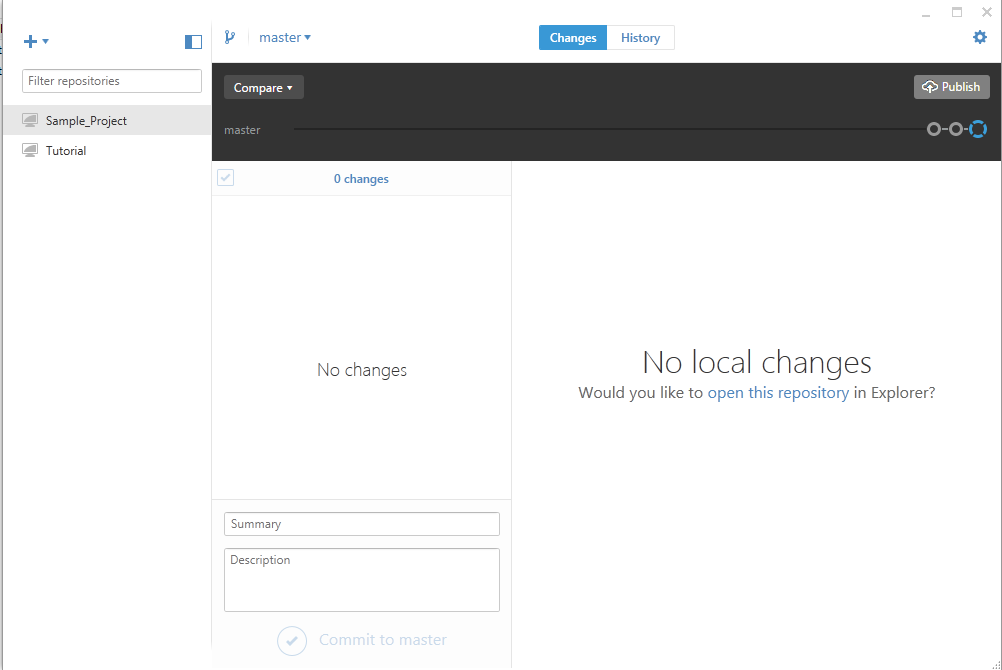 master
Changes
History
Filter repositories
Sample_Project
Tutorial
Compare
Publish
master
0 changes
No changes
No local changes
Would you like to open this repository in Explorer?
Summary
Description
Commit to master